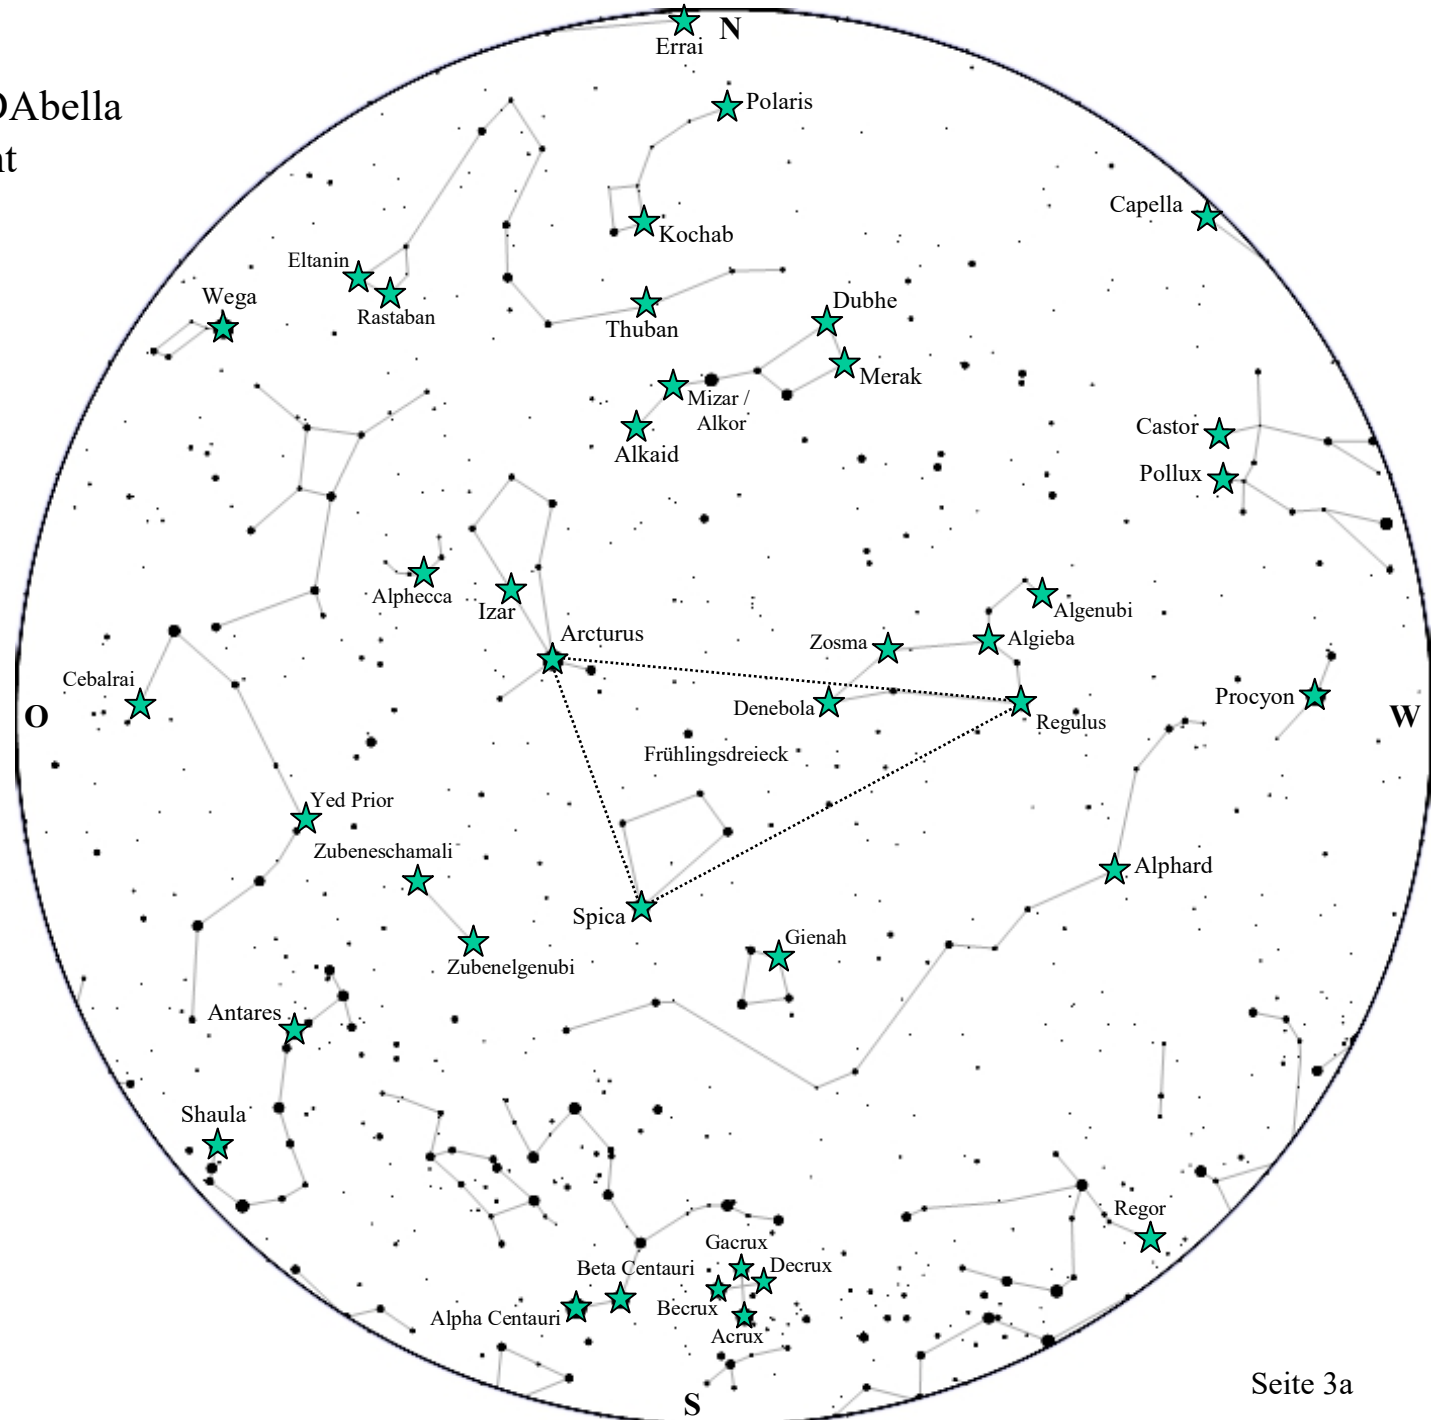 N
Errai
Polaris
DAbella
Capella
Kochab
Eltanin
Wega
Rastaban
Dubhe
Thuban
Merak
Mizar /
Alkor
Castor
Alkaid
Pollux
Alphecca
Izar
Algenubi
Arcturus
Zosma
Algieba
Cebalrai
Procyon
O
Denebola
Regulus
W
Frühlingsdreieck
Yed Prior
Zubeneschamali
Alphard
Spica
Gienah
Zubenelgenubi
Antares
Shaula
Regor
Gacrux
Beta Centauri
Decrux
Becrux
Alpha Centauri
Acrux
Seite 3a
S